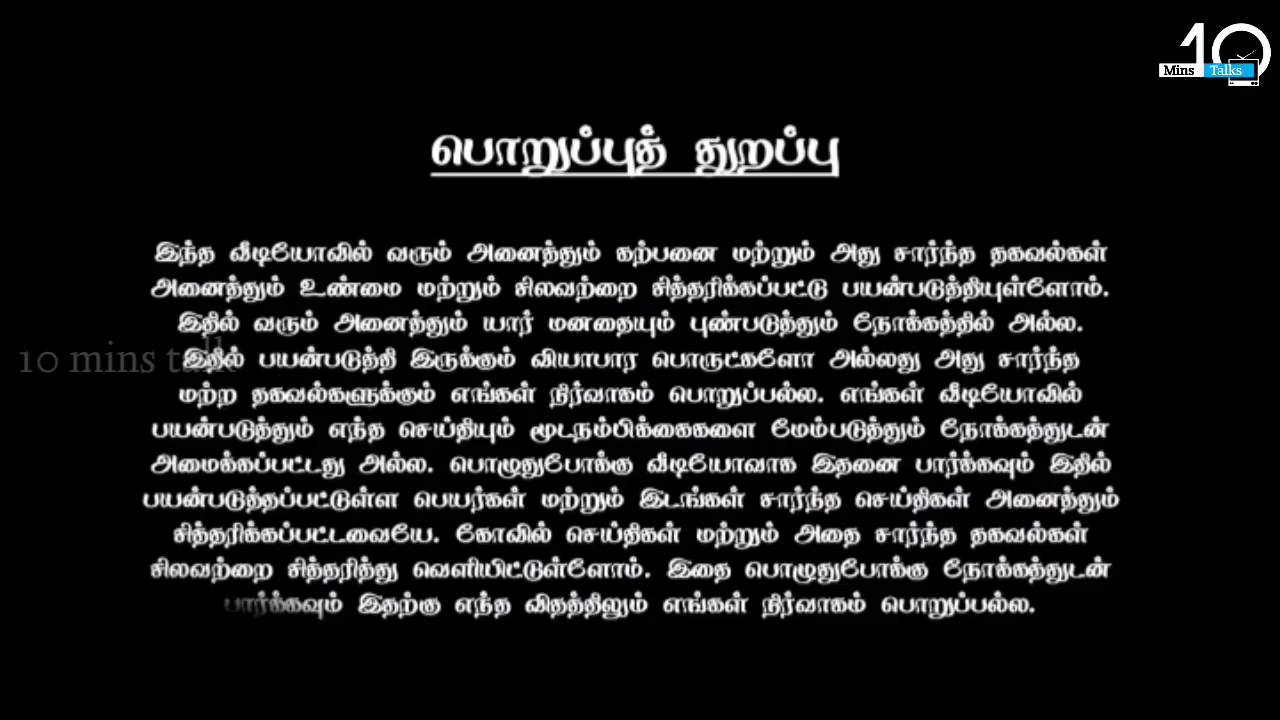 10
Mins Talks
பொறுப்புத் துறப்பு
இந்த வீடியோவில் வரும் அனைத்தும் கற்பனை மற்றும் அது சார்ந்த தகவல்கள்
அனைத்தும் உண்மை மற்றும் சிலவற்றை சித்தரிக்கப்பட்டு பயன்படுத்தியுள்ளோம்.
இதில் வரும் அனைத்தும் யார் மனதையும் புண்படுத்தும் நோக்கத்தில் அல்ல.
10 mins talk
இதில் பயன்படுத்தி இருக்கும் வியாபார பொருட்களோ அல்லது அது சார்ந்த
மற்ற தகவல்களுக்கும் எங்கள் நிர்வாகம் பொறுப்பல்ல. எங்கள் வீடியோவில்
பயன்படுத்தும் எந்த செய்தியும் மூடநம்பிக்கைகளை மேம்படுத்தும் நோக்கத்துடன்
அமைக்கப்பட்டது அல்ல. பொழுதுபோக்கு வீடியோவாக இதனை பார்க்கவும் இதில்
பயன்படுத்தப்பட்டுள்ள பெயர்கள் மற்றும் இடங்கள் சார்ந்த செய்திகள் அனைத்தும்
சித்தரிக்கப்பட்டவையே. கோவில் செய்திகள் மற்றும் அதை சார்ந்த தகவல்கள்
சிலவற்றை சித்தரித்து வெளியிட்டுள்ளோம். இதை பொழுதுபோக்கு நோக்கத்துடன்
பார்க்கவும் இதற்கு எந்த விதத்திலும் எங்கள் நிர்வாகம் பொறுப்பல்ல.